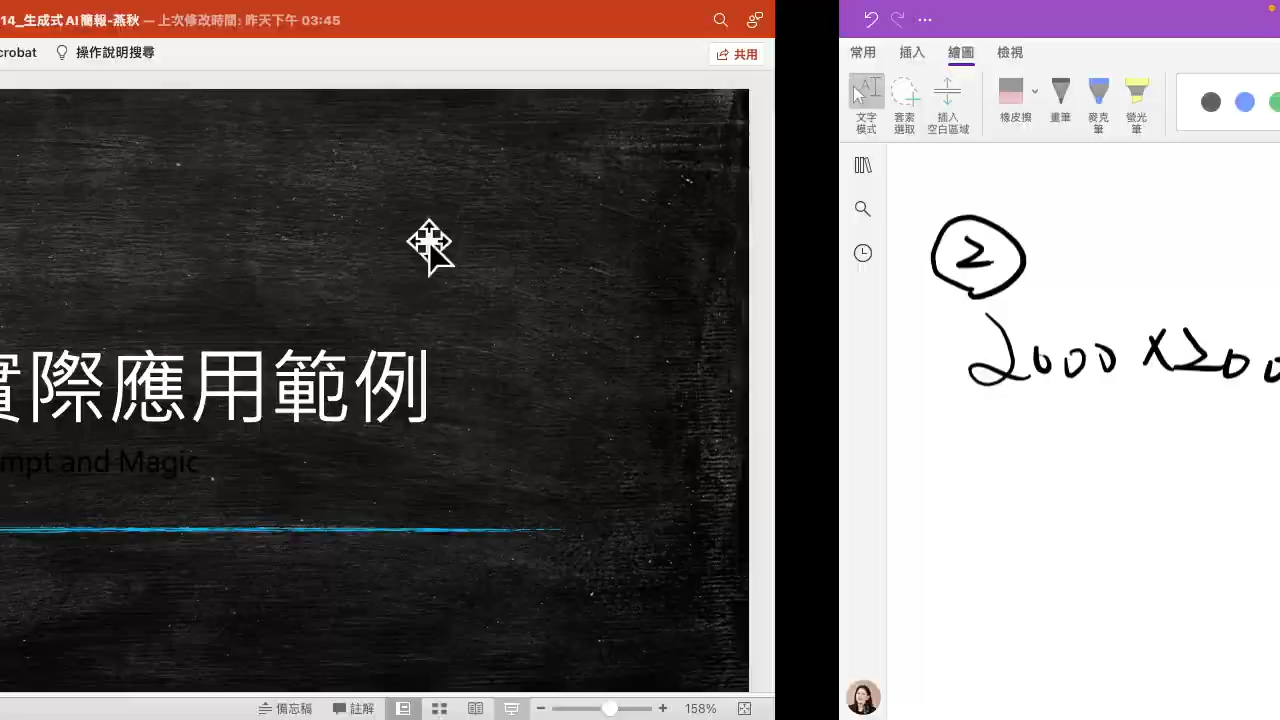 14_生成式AI簡報-燕秋 — 上次修改時間: 昨天下午 03:45
crobat 操作說明搜尋 共用
實際應用範例
mpt and Magic
備忘稿 註解 158%
常用 插入 繪圖 檢視
文字模式 套索選取 插入空白區域 橡皮擦 畫筆 麥克筆 螢光筆
②
2000 × 200